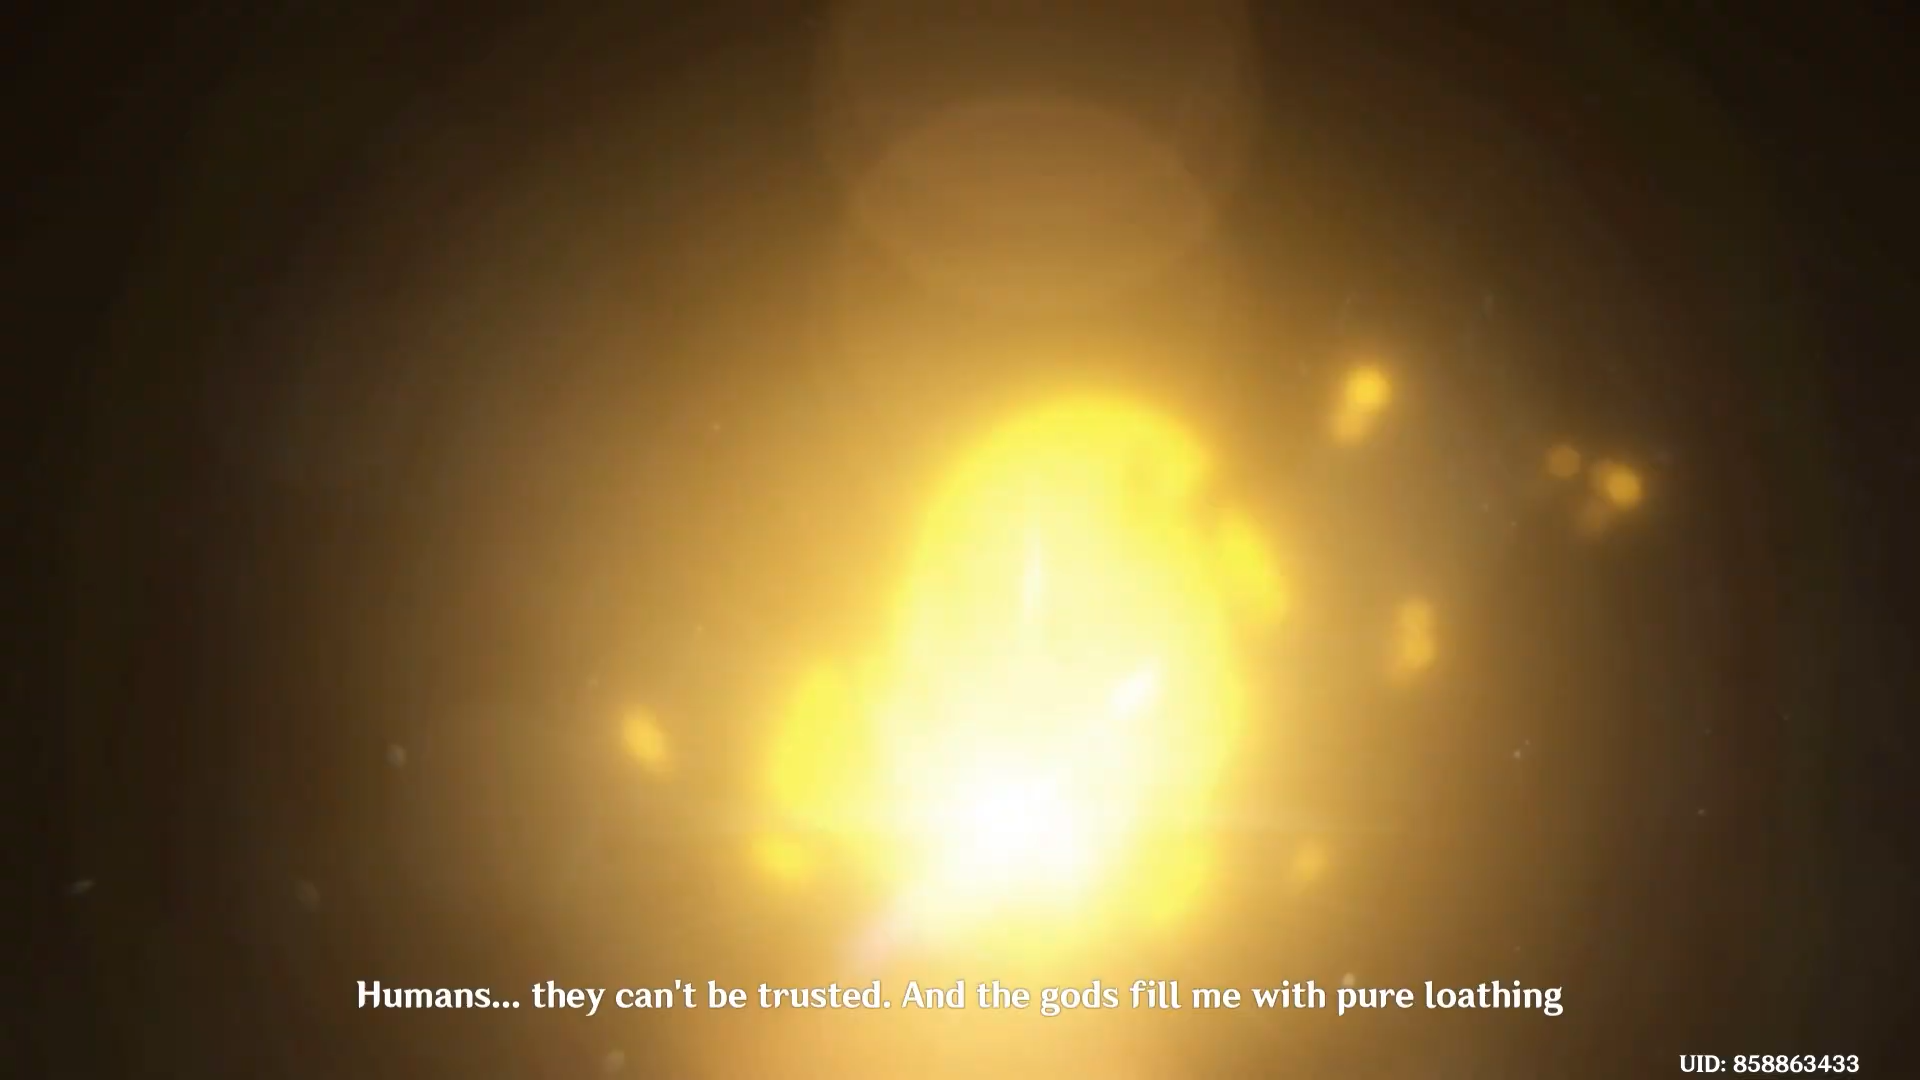 Humans... they can't be trusted. And the gods fill me with pure loathing
UID: 858863433